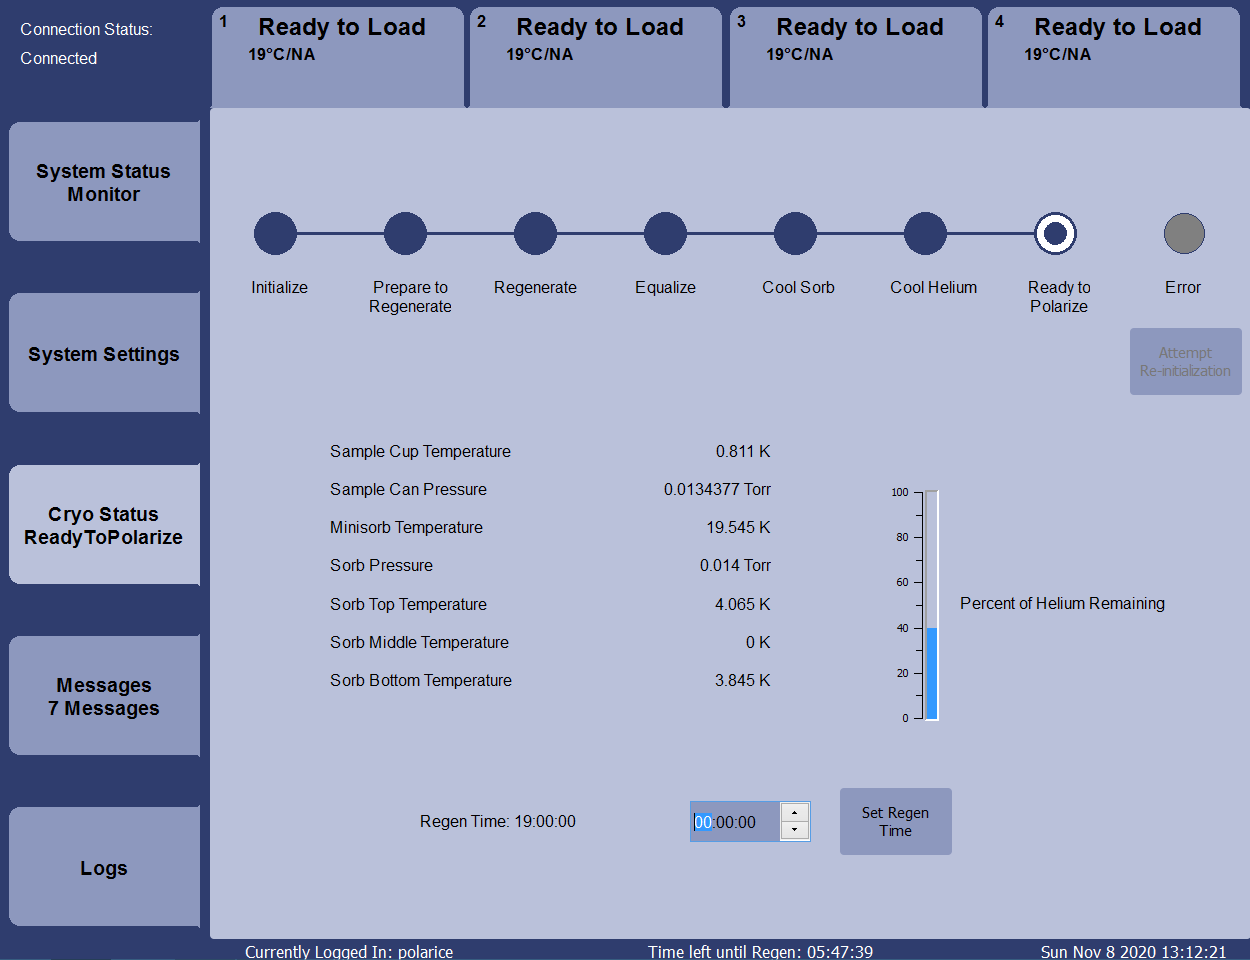 Connection Status:
Connected
1
Ready to Load
19°C/NA
2
Ready to Load
19°C/NA
3
Ready to Load
19°C/NA
4
Ready to Load
19°C/NA
System Status
Monitor
System Settings
Cryo Status
ReadyToPolarize
Messages
7 Messages
Logs
Initialize
Prepare to
Regenerate
Regenerate
Equalize
Cool Sorb
Cool Helium
Ready to
Polarize
Error
Attempt
Re-initialization
Sample Cup Temperature 0.811 K
Sample Can Pressure 0.0134377 Torr
Minisorb Temperature 19.545 K
Sorb Pressure 0.014 Torr
Sorb Top Temperature 4.065 K
Sorb Middle Temperature 0 K
Sorb Bottom Temperature 3.845 K
100
80
60
40
20
0
Percent of Helium Remaining
Regen Time: 19:00:00
00:00:00
Set Regen
Time
Currently Logged In: polarice
Time left until Regen: 05:47:39
Sun Nov 8 2020 13:12:21